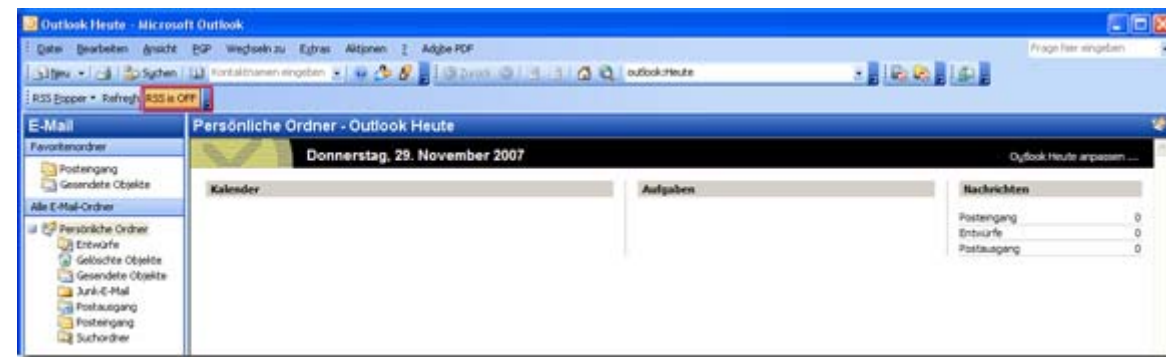 Outlook Heute - Microsoft Outlook
Datei Bearbeiten Ansicht PGP Wechseln zu Extras Aktionen ? Adobe PDF Frage hier eingeben
Neu Suchen Kontaktnamen eingeben Zurück outlook:Heute
RSS Popper Refresh RSS is OFF
E-Mail
Favoritenordner
Posteingang
Gesendete Objekte
Alle E-Mail-Ordner
Persönliche Ordner
Entwürfe
Gelöschte Objekte
Gesendete Objekte
Junk-E-Mail
Postausgang
Posteingang
Suchordner
Persönliche Ordner - Outlook Heute
Donnerstag, 29. November 2007 Outlook Heute anpassen ...
Kalender
Aufgaben
Nachrichten
Posteingang 0
Entwürfe 0
Postausgang 0